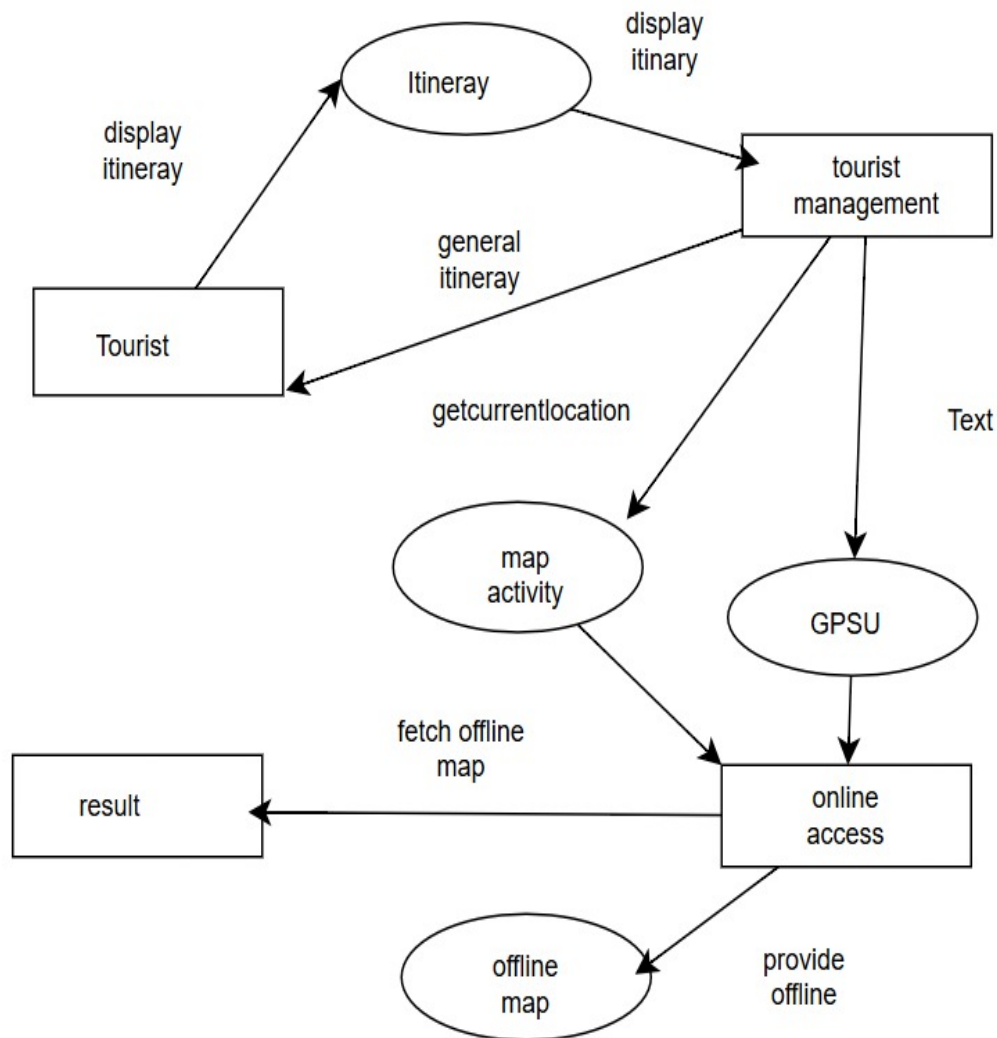 display
itinary
Itineray
display
itineray
tourist
management
general
itineray
Tourist
getcurrentlocation
Text
map
activity
GPSU
fetch offline
map
result
online
access
offline
map
provide
offline